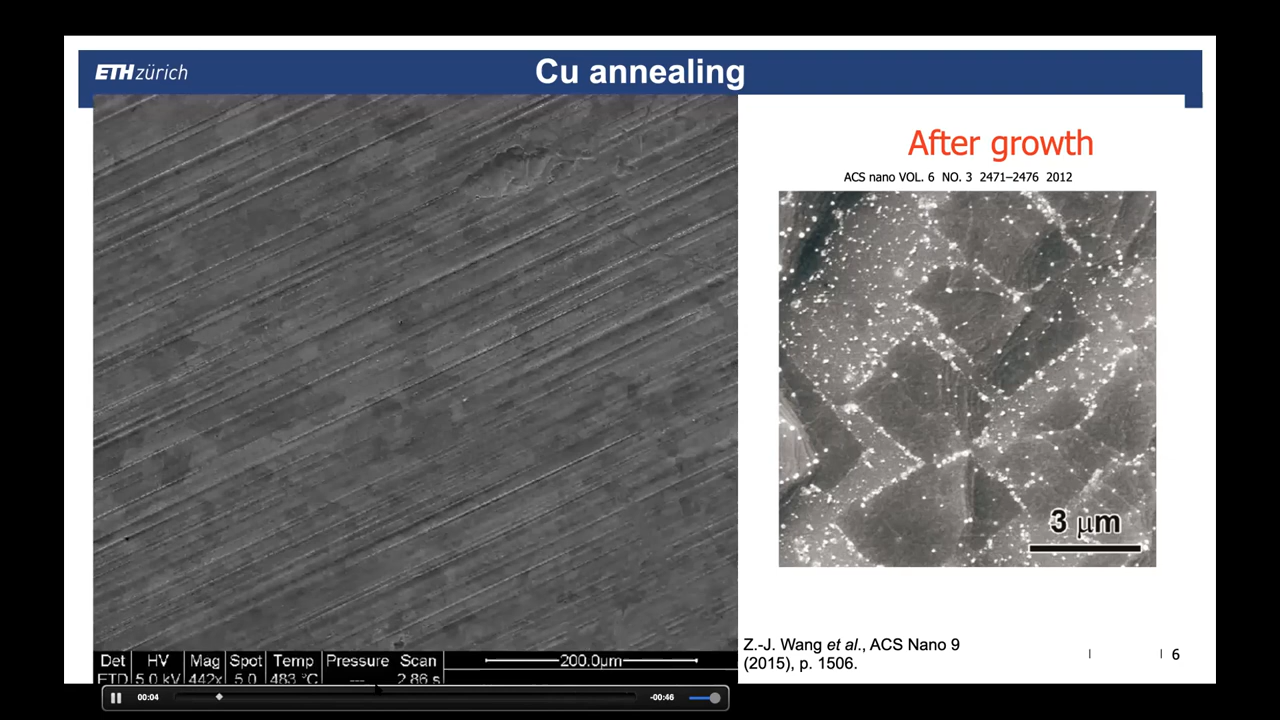 ETHzürich
Cu annealing
After growth
ACS nano VOL. 6 NO. 3 2471–2476 2012
3 μm
Det HV Mag Spot Temp Pressure Scan
ETD 5.0 kV 442x 5.0 483 °C --- 2.86 s
200.0μm
Z.-J. Wang et al., ACS Nano 9
(2015), p. 1506.
6
00:04
-00:46